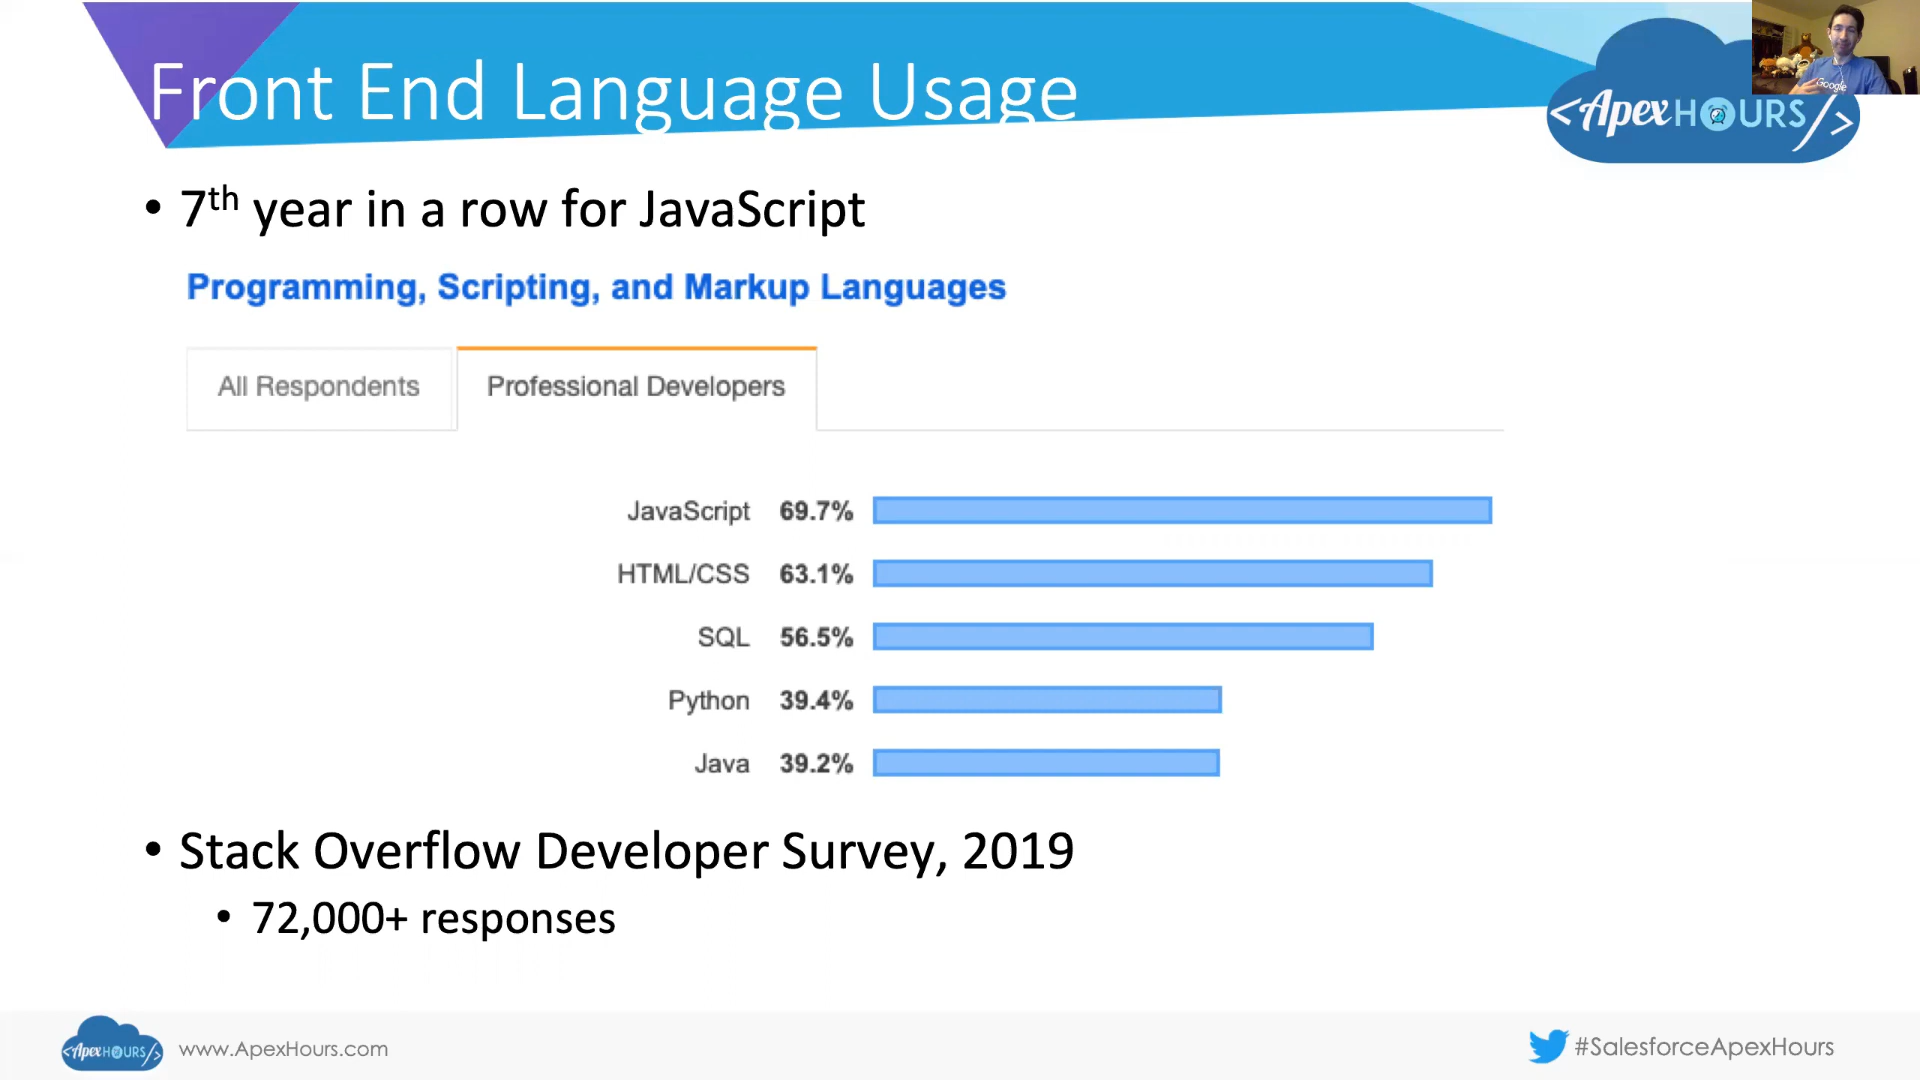 Front End Language Usage
<ApexHOURS/>
Google
• 7th year in a row for JavaScript
Programming, Scripting, and Markup Languages
All Respondents
Professional Developers
JavaScript 69.7%
HTML/CSS 63.1%
SQL 56.5%
Python 39.4%
Java 39.2%
• Stack Overflow Developer Survey, 2019
• 72,000+ responses
<ApexHOURS/>
www.ApexHours.com
#SalesforceApexHours